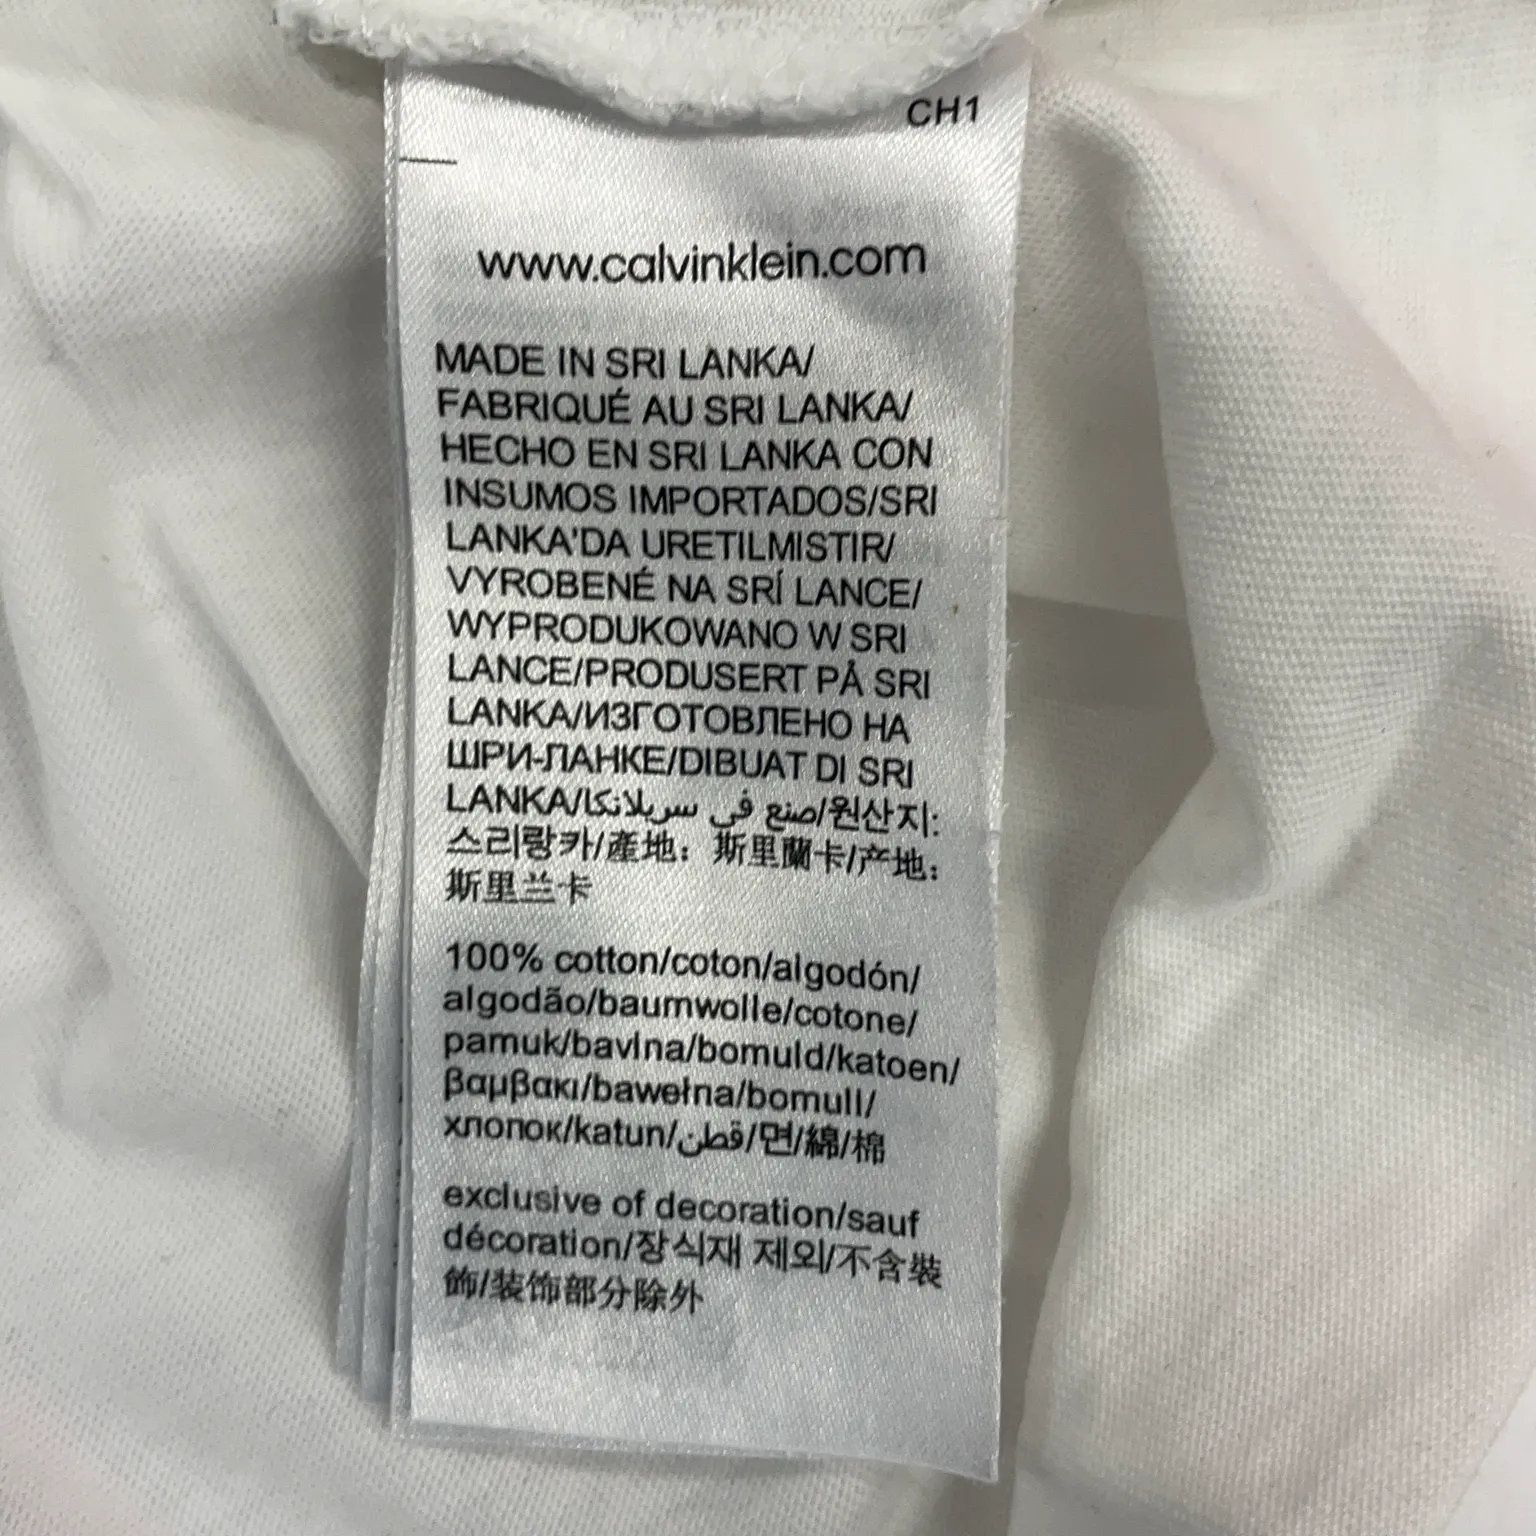 CH1
www.calvinklein.com
MADE IN SRI LANKA/
FABRIQUÉ AU SRI LANKA/
HECHO EN SRI LANKA CON
INSUMOS IMPORTADOS/SRI
LANKA'DA URETILMISTIR/
VYROBENÉ NA SRÍ LANCE/
WYPRODUKOWANO W SRI
LANCE/PRODUSERT PÅ SRI
LANKA/ИЗГОТОВЛЕНО НА
ШРИ-ЛАНКЕ/DIBUAT DI SRI
LANKA/صنع في سريلانكا/원산지:
스리랑카/產地：斯里蘭卡/产地：
斯里兰卡
100% cotton/coton/algodón/
algodão/baumwolle/cotone/
pamuk/bavlna/bomuld/katoen/
βαμβακι/bawełna/bomull/
хлопок/katun/قطن/면/綿/棉
exclusive of decoration/sauf
décoration/장식재 제외/不含裝
飾/装饰部分除外